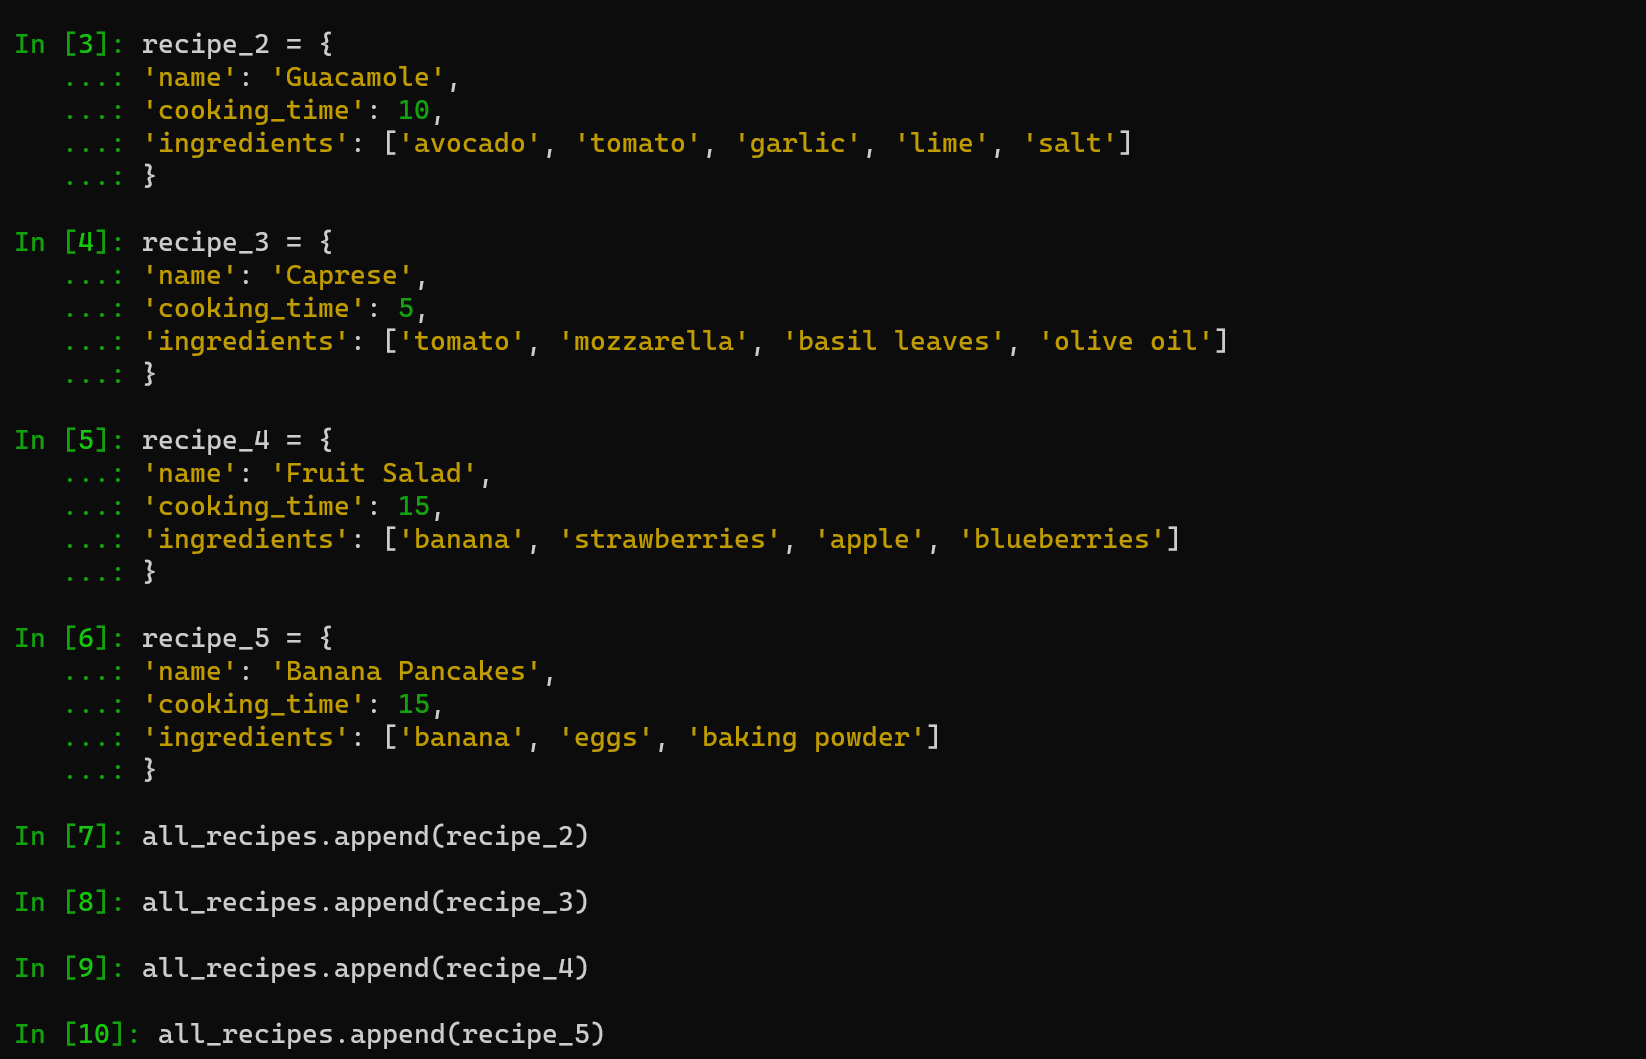 In [3]: recipe_2 = {
   ...: 'name': 'Guacamole',
   ...: 'cooking_time': 10,
   ...: 'ingredients': ['avocado', 'tomato', 'garlic', 'lime', 'salt']
   ...: }
In [4]: recipe_3 = {
   ...: 'name': 'Caprese',
   ...: 'cooking_time': 5,
   ...: 'ingredients': ['tomato', 'mozzarella', 'basil leaves', 'olive oil']
   ...: }
In [5]: recipe_4 = {
   ...: 'name': 'Fruit Salad',
   ...: 'cooking_time': 15,
   ...: 'ingredients': ['banana', 'strawberries', 'apple', 'blueberries']
   ...: }
In [6]: recipe_5 = {
   ...: 'name': 'Banana Pancakes',
   ...: 'cooking_time': 15,
   ...: 'ingredients': ['banana', 'eggs', 'baking powder']
   ...: }
In [7]: all_recipes.append(recipe_2)
In [8]: all_recipes.append(recipe_3)
In [9]: all_recipes.append(recipe_4)
In [10]: all_recipes.append(recipe_5)